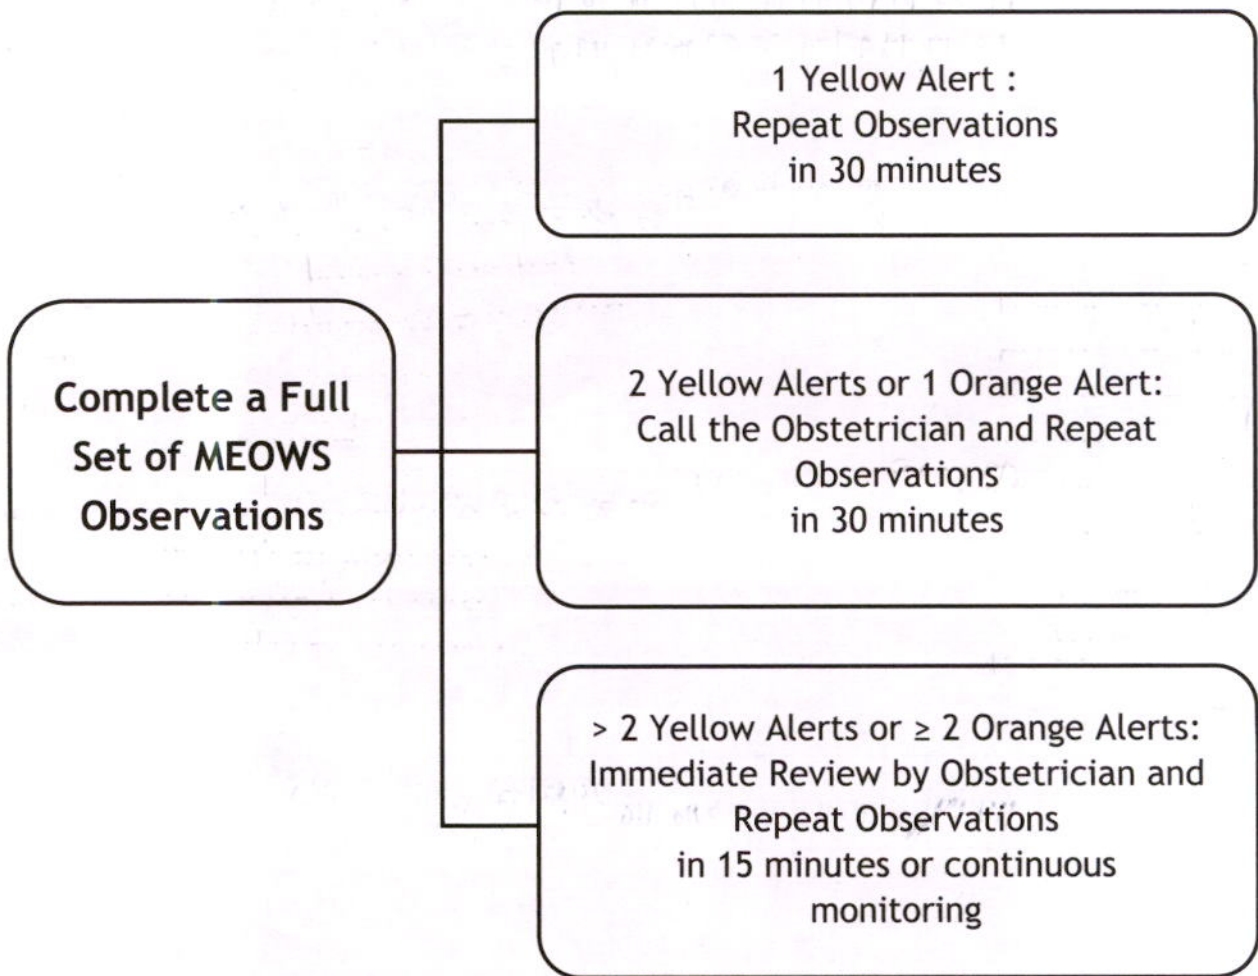 1 Yellow Alert :
Repeat Observations
in 30 minutes
Complete a Full
Set of MEOWS
Observations
2 Yellow Alerts or 1 Orange Alert:
Call the Obstetrician and Repeat
Observations
in 30 minutes
> 2 Yellow Alerts or ≥ 2 Orange Alerts:
Immediate Review by Obstetrician and
Repeat Observations
in 15 minutes or continuous
monitoring